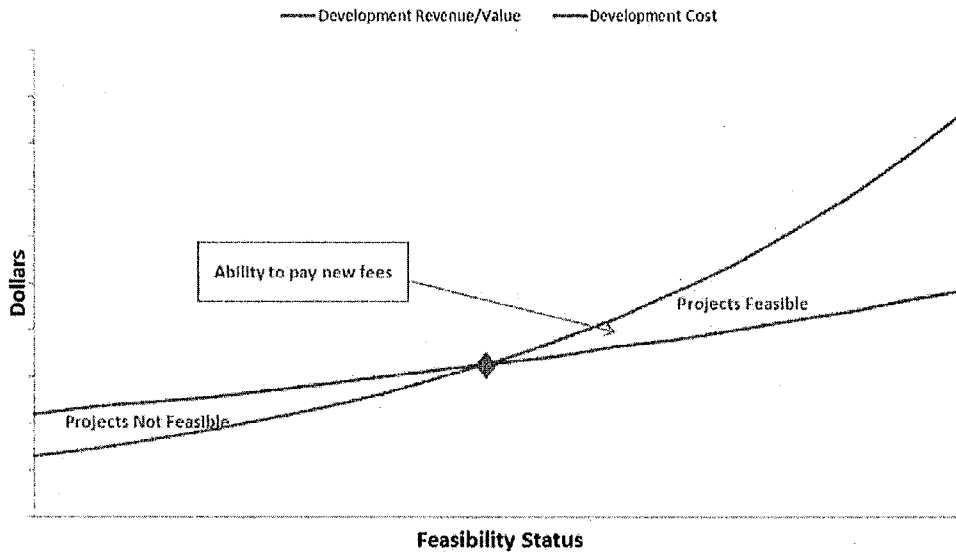 Development Revenue/Value Development Cost
Dollars
Ability to pay new fees
Projects Feasible
Projects Not Feasible
Feasibility Status